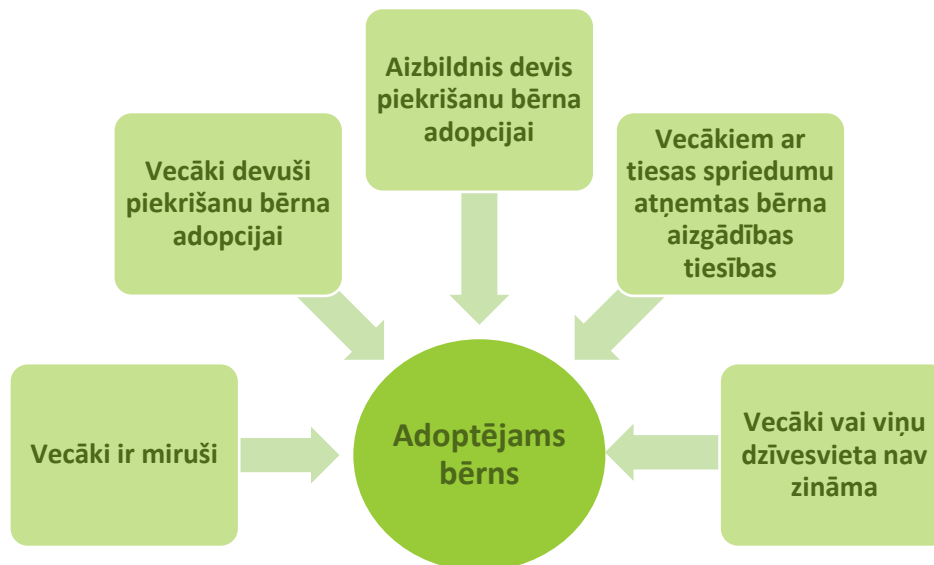 Aizbildnis devis
piekrišanu bērna
adopcijai
Vecāki devuši
piekrišanu bērna
adopcijai
Vecākiem ar
tiesas spriedumu
atņemtas bērna
aizgādības
tiesības
Vecāki ir miruši
Adoptējams
bērns
Vecāki vai viņu
dzīvesvieta nav
zināma